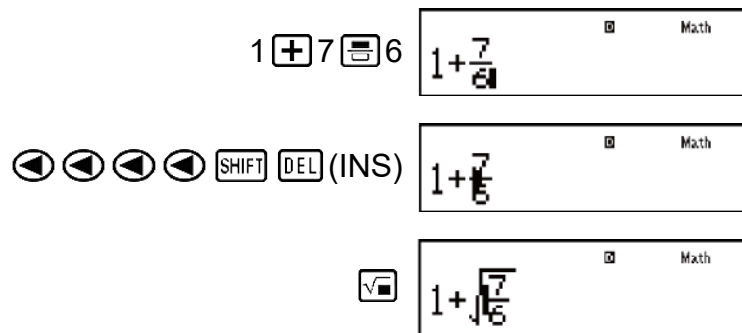 1 + 7 6
D Math
1+7/6
SHIFT DEL (INS)
D Math
1+7/6
√■
D Math
1+√7/6